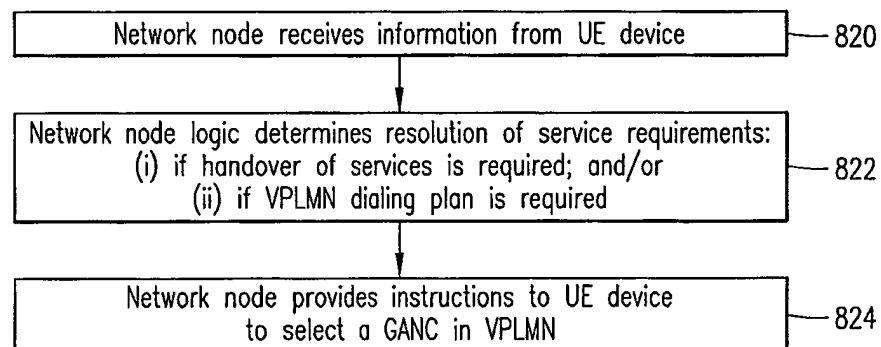 Network node receives information from UE device
820
Network node logic determines resolution of service requirements:
(i) if handover of services is required; and/or
(ii) if VPLMN dialing plan is required
822
Network node provides instructions to UE device
to select a GANC in VPLMN
824